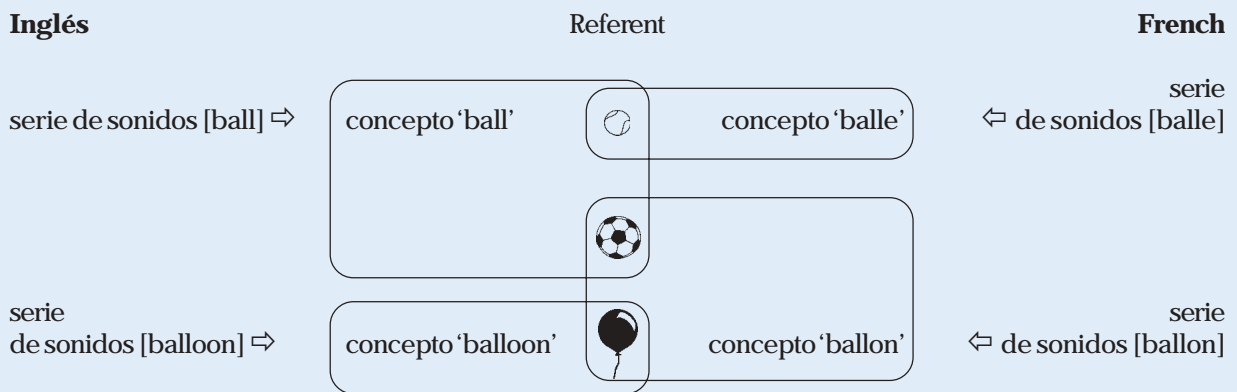 Inglés Referent French
serie
serie de sonidos [ball] ⇨ concepto ‘ball’ concepto ‘balle’ ⇦ de sonidos [balle]
serie serie
de sonidos [balloon] ⇨ concepto ‘balloon’ concepto ‘ballon’ ⇦ de sonidos [ballon]